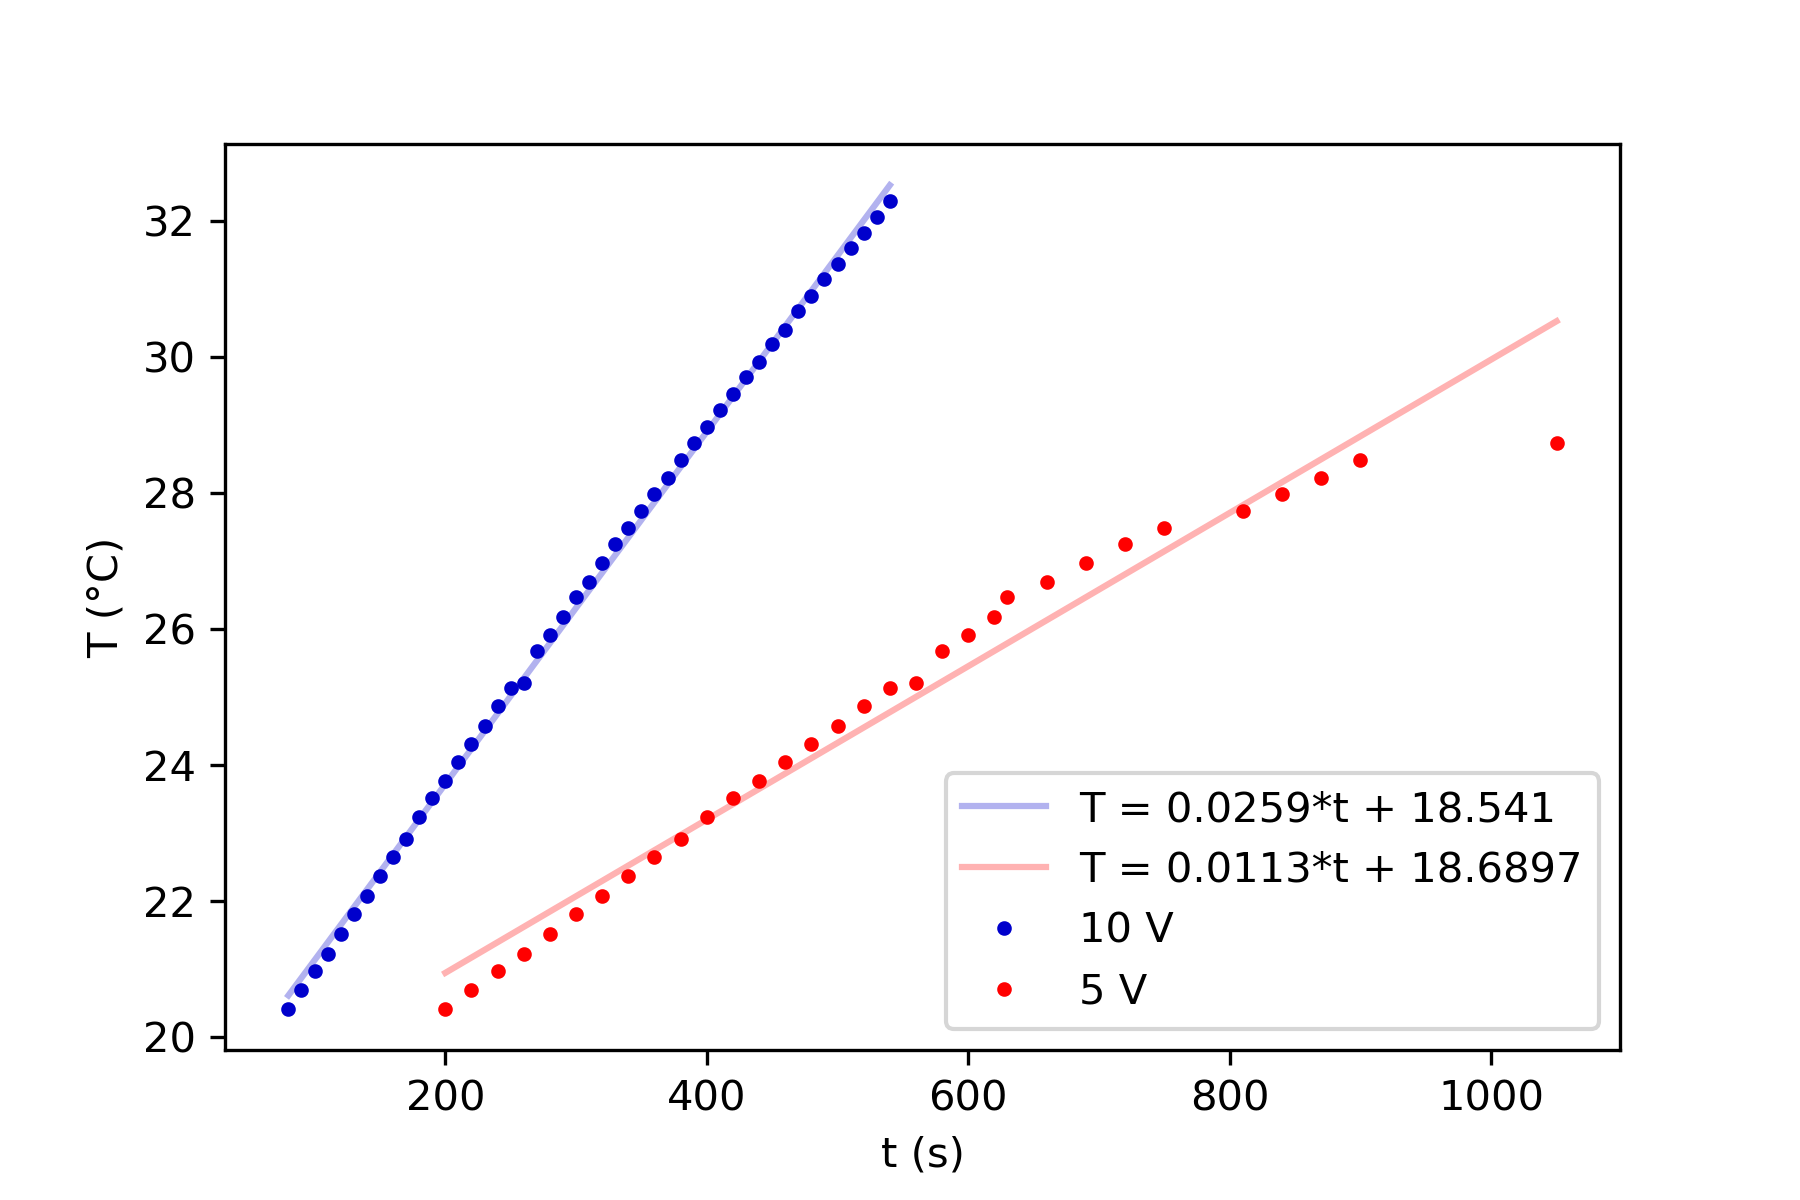 32
30
28
26
24
22
20
T (°C)
T = 0.0259*t + 18.541
T = 0.0113*t + 18.6897
10 V
5 V
200 400 600 800 1000
t (s)